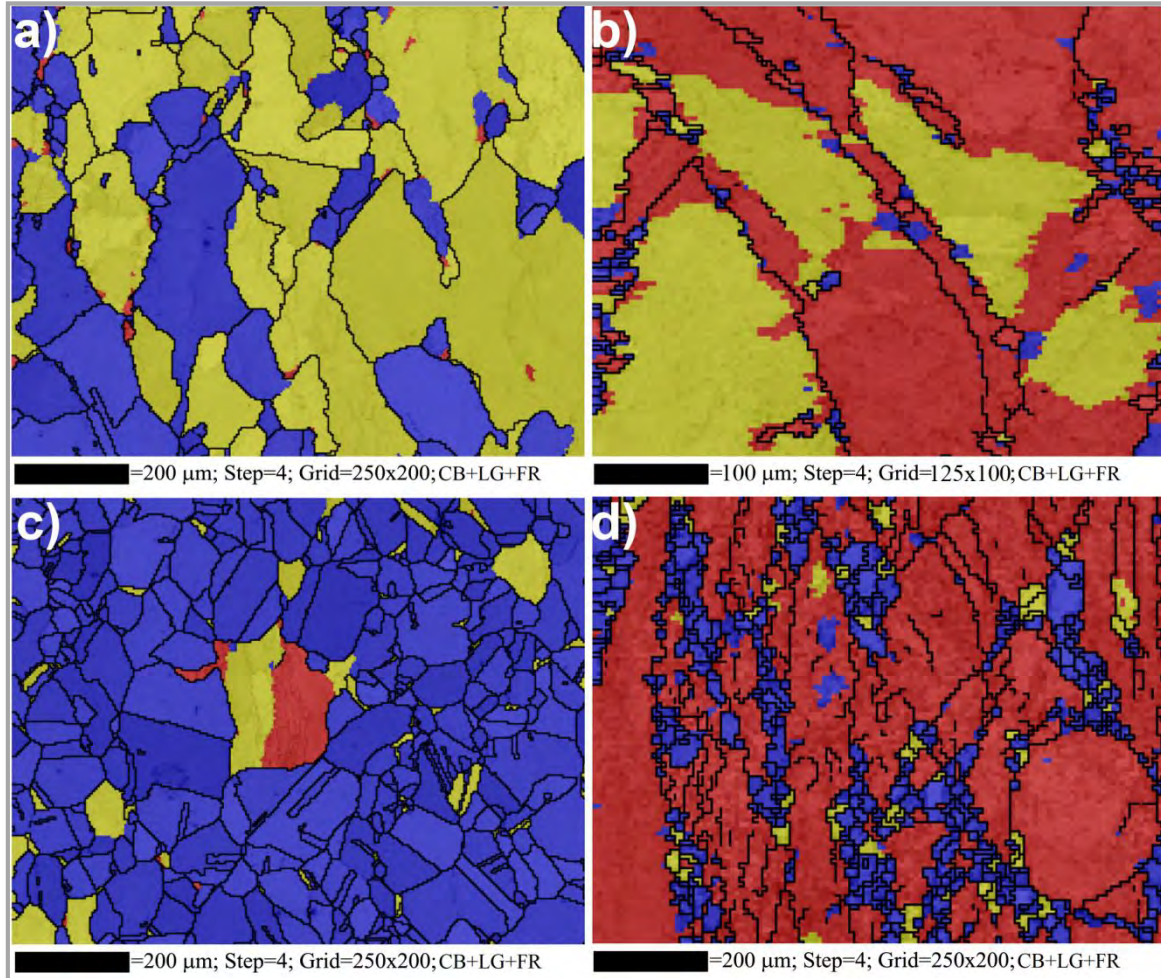 a)
b)
=200 μm; Step=4; Grid=250x200; CB+LG+FR
=100 μm; Step=4; Grid=125x100; CB+LG+FR
c)
d)
=200 μm; Step=4; Grid=250x200; CB+LG+FR
=200 μm; Step=4; Grid=250x200; CB+LG+FR